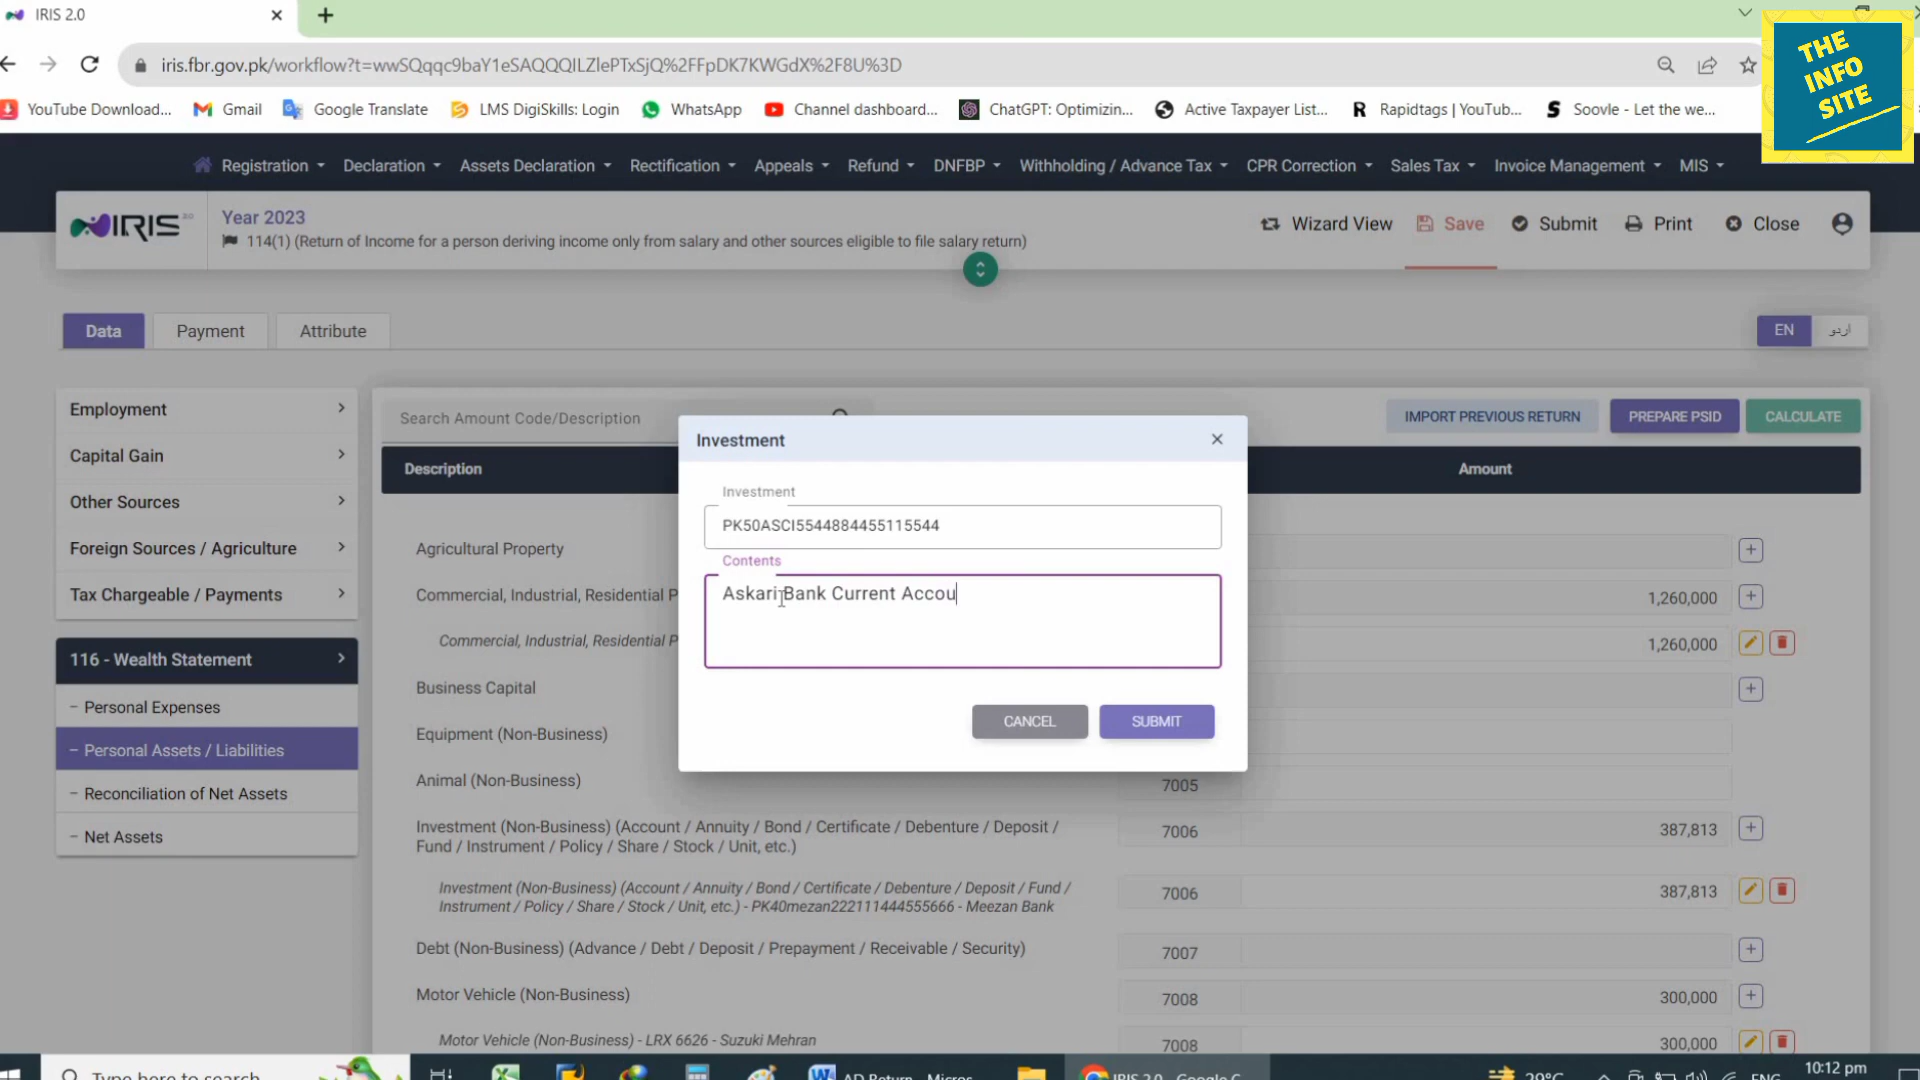 IRIS 2.0
iris.fbr.gov.pk/workflow?t=wwSQqqc9baY1eSAQQQILZlePTxSjQ%2FFpDK7KWGdX%2F8U%3D
YouTube Download... Gmail Google Translate LMS DigiSkills: Login WhatsApp Channel dashboard... ChatGPT: Optimizin... Active Taxpayer List... Rapidtags | YouTub... Soovle - Let the we...
THE
INFO
SITE
Registration Declaration Assets Declaration Rectification Appeals Refund DNFBP Withholding / Advance Tax CPR Correction Sales Tax Invoice Management MIS
IRIS 2.0
Year 2023
114(1) (Return of Income for a person deriving income only from salary and other sources eligible to file salary return)
Wizard View Save Submit Print Close
Data Payment Attribute
EN اردو
Employment
Capital Gain
Other Sources
Foreign Sources / Agriculture
Tax Chargeable / Payments
116 - Wealth Statement
– Personal Expenses
– Personal Assets / Liabilities
– Reconciliation of Net Assets
– Net Assets
Search Amount Code/Description
IMPORT PREVIOUS RETURN PREPARE PSID CALCULATE
Description Amount
Agricultural Property
Commercial, Industrial, Residential P 1,260,000
Commercial, Industrial, Residential P 1,260,000
Business Capital
Equipment (Non-Business)
Animal (Non-Business) 7005
Investment (Non-Business) (Account / Annuity / Bond / Certificate / Debenture / Deposit /
Fund / Instrument / Policy / Share / Stock / Unit, etc.) 7006 387,813
Investment (Non-Business) (Account / Annuity / Bond / Certificate / Debenture / Deposit / Fund /
Instrument / Policy / Share / Stock / Unit, etc.) - PK40mezan222111444555666 - Meezan Bank 7006 387,813
Debt (Non-Business) (Advance / Debt / Deposit / Prepayment / Receivable / Security) 7007
Motor Vehicle (Non-Business) 7008 300,000
Motor Vehicle (Non-Business) - LRX 6626 - Suzuki Mehran 7008 300,000
Investment
Investment
PK50ASCI5544884455115544
Contents
Askari Bank Current Accou
CANCEL SUBMIT
Type here to search
AD Return - Micros...
IRIS 2.0 - Google C...
29°C
ENG
10:12 pm